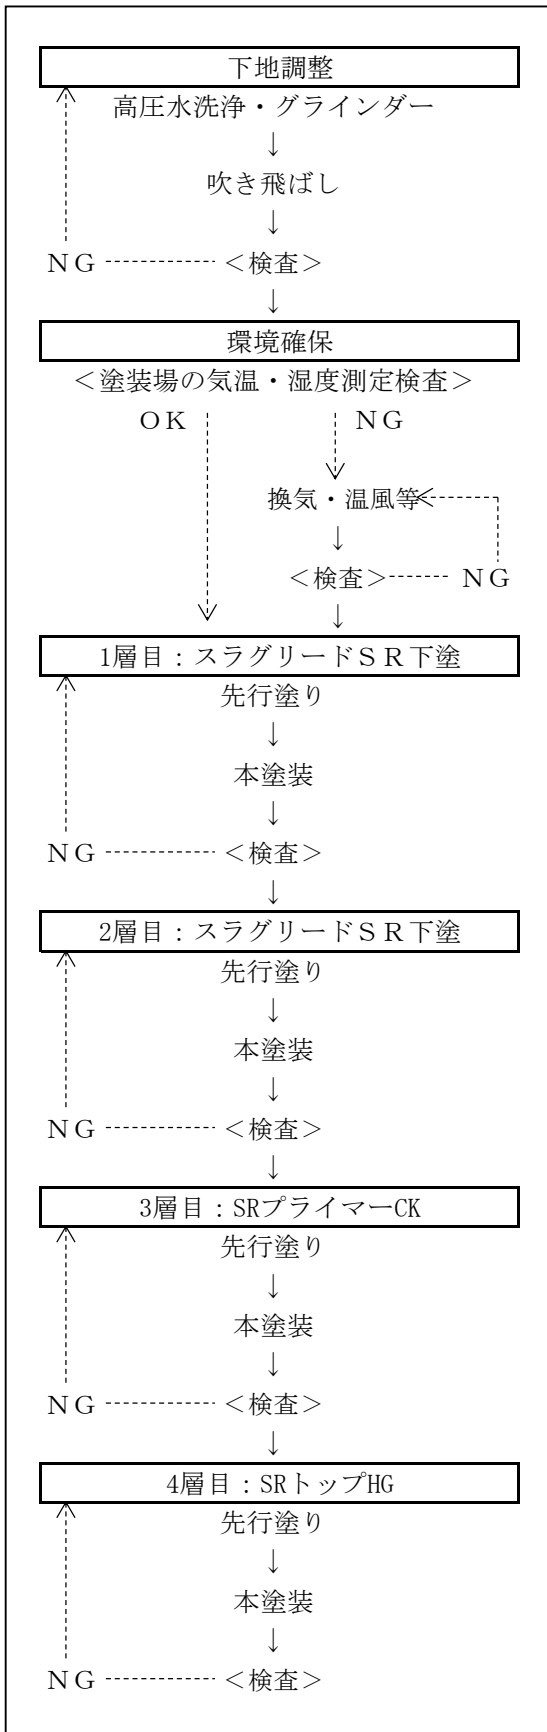 下地調整
高圧水洗浄・グラインダー
↓
吹き飛ばし
↓
ＮＧ ＜検査＞
↓
環境確保
＜塗装場の気温・湿度測定検査＞
ＯＫ ＮＧ
換気・温風等
↓
＜検査＞ ＮＧ
↓
1層目：スラグリードＳＲ下塗
先行塗り
↓
本塗装
↓
ＮＧ ＜検査＞
↓
2層目：スラグリードＳＲ下塗
先行塗り
↓
本塗装
↓
ＮＧ ＜検査＞
↓
3層目：SRプライマーCK
先行塗り
↓
本塗装
↓
ＮＧ ＜検査＞
↓
4層目：SRトップHG
先行塗り
↓
本塗装
↓
ＮＧ ＜検査＞